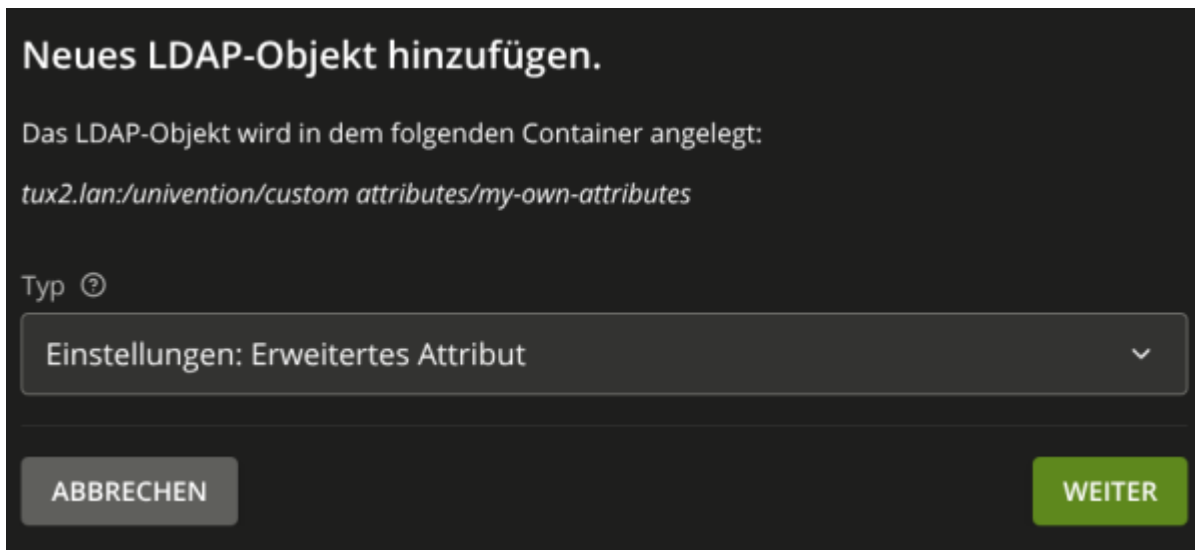 Neues LDAP-Objekt hinzufügen.
Das LDAP-Objekt wird in dem folgenden Container angelegt:
tux2.lan:/univention/custom attributes/my-own-attributes
Typ
Einstellungen: Erweitertes Attribut
ABBRECHEN
WEITER